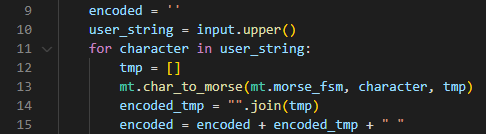 9 encoded = ''
10 user_string = input.upper()
11 for character in user_string:
12 tmp = []
13 mt.char_to_morse(mt.morse_fsm, character, tmp)
14 encoded_tmp = "".join(tmp)
15 encoded = encoded + encoded_tmp + " "